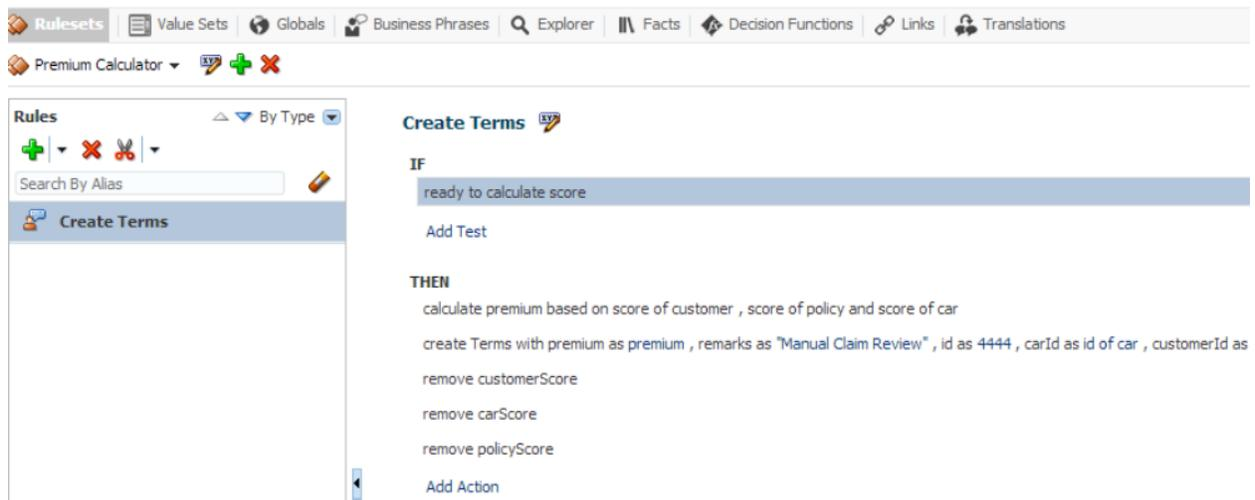 Rulesets Value Sets Globals Business Phrases Explorer Facts Decision Functions Links Translations
Premium Calculator
Rules By Type
Search By Alias
Create Terms
Create Terms
IF
ready to calculate score
Add Test
THEN
calculate premium based on score of customer , score of policy and score of car
create Terms with premium as premium , remarks as "Manual Claim Review" , id as 4444 , carId as id of car , customerId as
remove customerScore
remove carScore
remove policyScore
Add Action